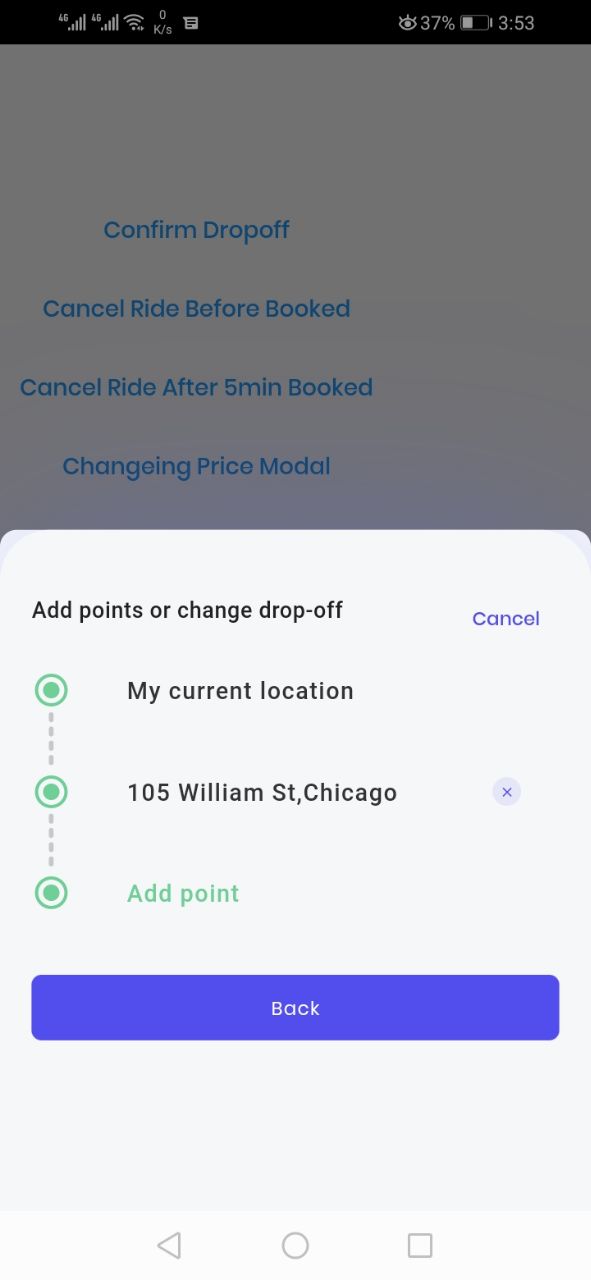 4G 4G 0 K/s 37% 3:53
Confirm Dropoff
Cancel Ride Before Booked
Cancel Ride After 5min Booked
Changeing Price Modal
Add points or change drop-off
Cancel
My current location
105 William St,Chicago
Add point
Back